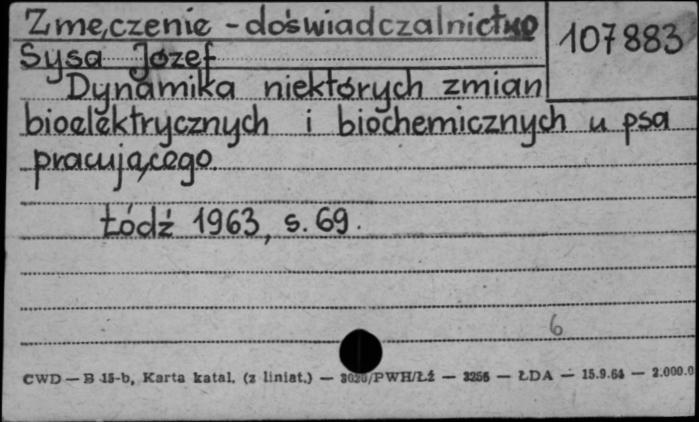 Zmęczenie - doświadczalnictwo
107883
Sysa Józef
Dynamika niektórych zmian
bioelektrycznych i biochemicznych u psa
pracującego.
Łódź 1963, s. 69.
6
CWD — B 15-b, Karta katal. (z liniat.) — 3020/PWH/Łź — 3256 — ŁDA — 15.9.64 — 2.000.0